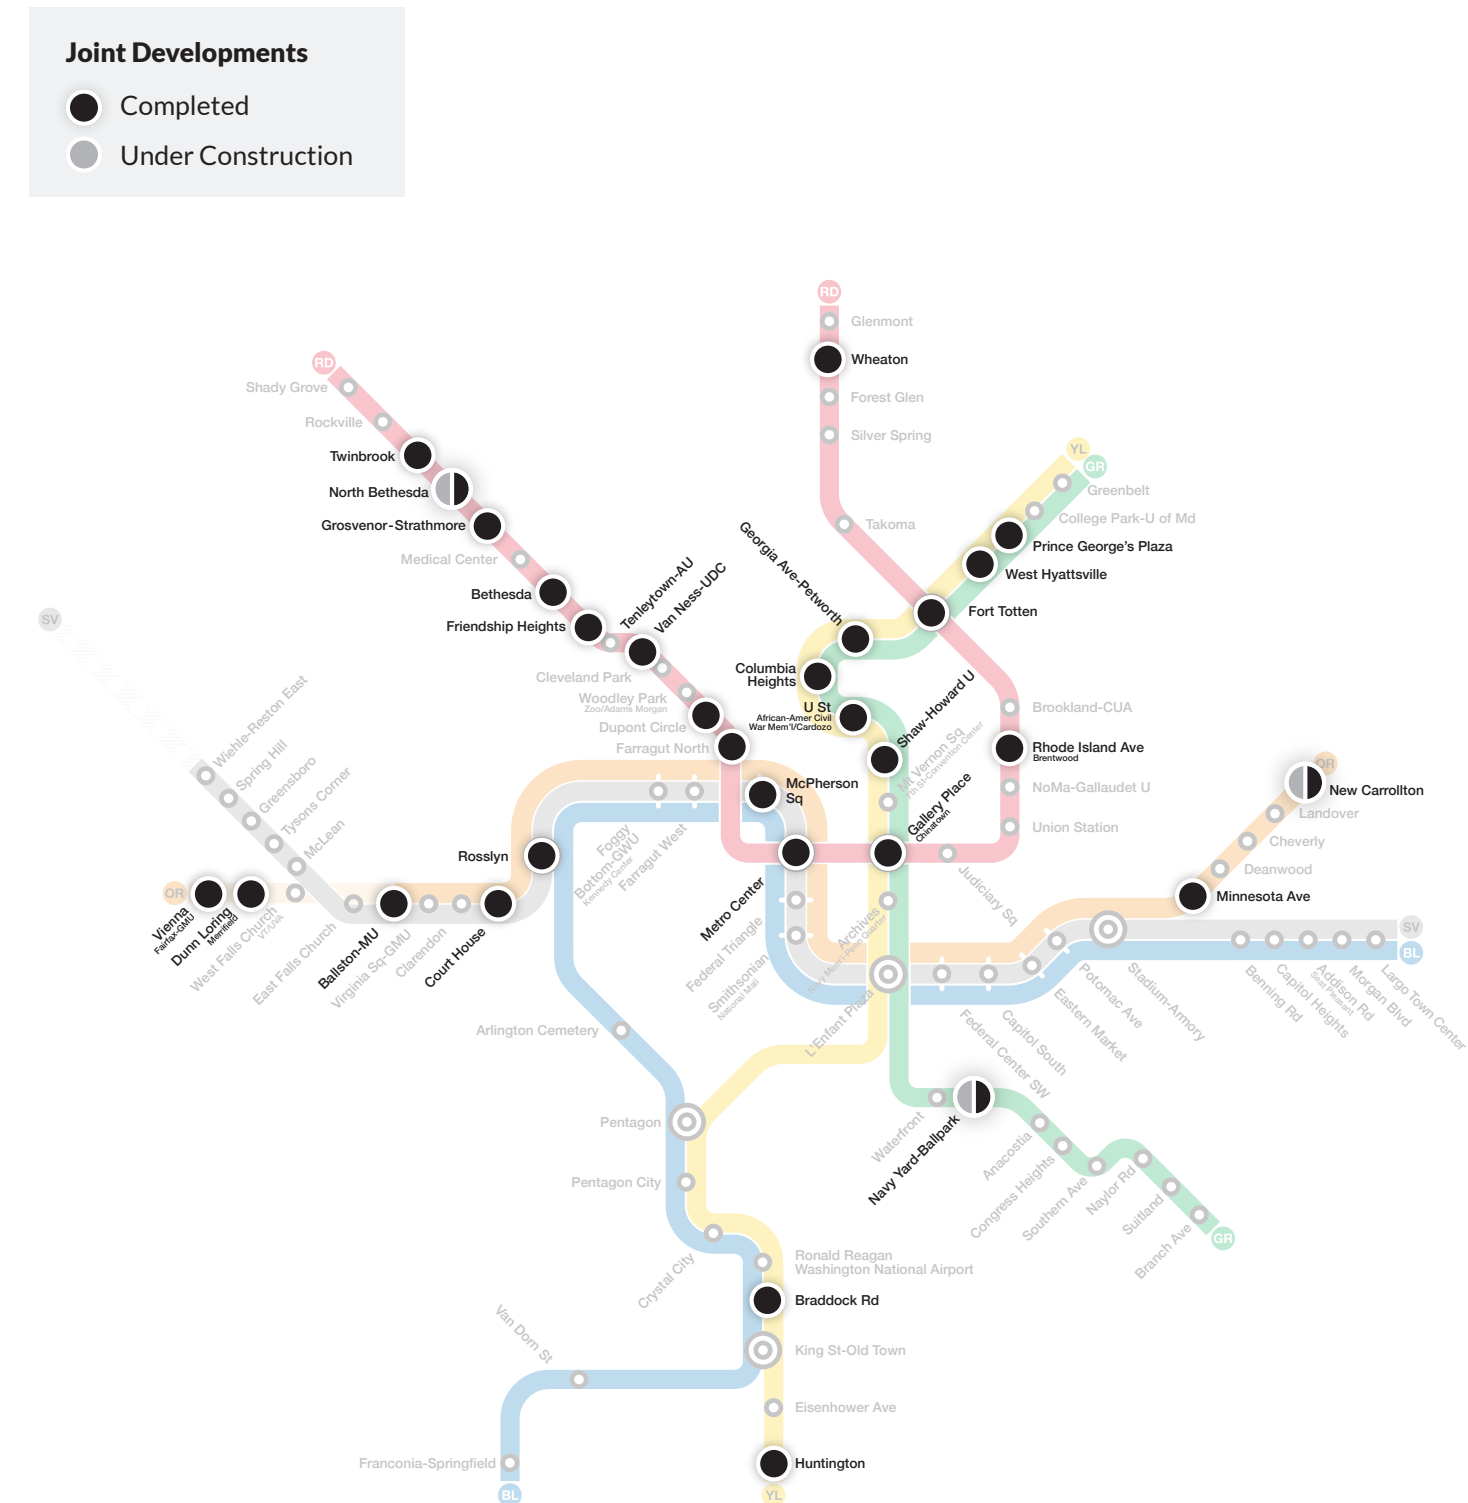 Joint Developments
Completed
Under Construction
RD
Glenmont
Wheaton
Forest Glen
Silver Spring
Takoma
RD
Shady Grove
Rockville
Twinbrook
North Bethesda
Grosvenor-Strathmore
Medical Center
Bethesda
Friendship Heights
Tenleytown-AU
Van Ness-UDC
Cleveland Park
Woodley Park
Zoo/Adams Morgan
Dupont Circle
Farragut North
YL
GR
Greenbelt
College Park-U of Md
Prince George's Plaza
West Hyattsville
Fort Totten
Georgia Ave-Petworth
Columbia
Heights
U St
African-Amer Civil
War Mem'l/Cardozo
Shaw-Howard U
Mt Vernon Sq
7th St-Convention Center
Gallery Place
Chinatown
Brookland-CUA
Rhode Island Ave
Brentwood
NoMa-Gallaudet U
Union Station
Judiciary Sq
SV
Wiehle-Reston East
Spring Hill
Greensboro
Tysons Corner
McLean
OR
Vienna
Fairfax-GMU
Dunn Loring
Merrifield
West Falls Church
VT/UVA
East Falls Church
Ballston-MU
Virginia Sq-GMU
Clarendon
Court House
Rosslyn
Foggy
Bottom-GWU
Kennedy Center
Farragut West
McPherson
Sq
Metro Center
Federal Triangle
Smithsonian
National Mall
Archives
Navy Mem'l-Penn Quarter
L'Enfant Plaza
Federal Center SW
Capitol South
Eastern Market
Potomac Ave
Stadium-Armory
OR
New Carrollton
Landover
Cheverly
Deanwood
Minnesota Ave
SV
BL
Benning Rd
Capitol Heights
Addison Rd
Seat Pleasant
Morgan Blvd
Largo Town Center
Arlington Cemetery
Pentagon
Pentagon City
Crystal City
Waterfront
Navy Yard-Ballpark
Anacostia
Congress Heights
Southern Ave
Naylor Rd
Suitland
Branch Ave
GR
Ronald Reagan
Washington National Airport
Braddock Rd
King St-Old Town
Eisenhower Ave
Huntington
YL
Van Dorn St
Franconia-Springfield
BL